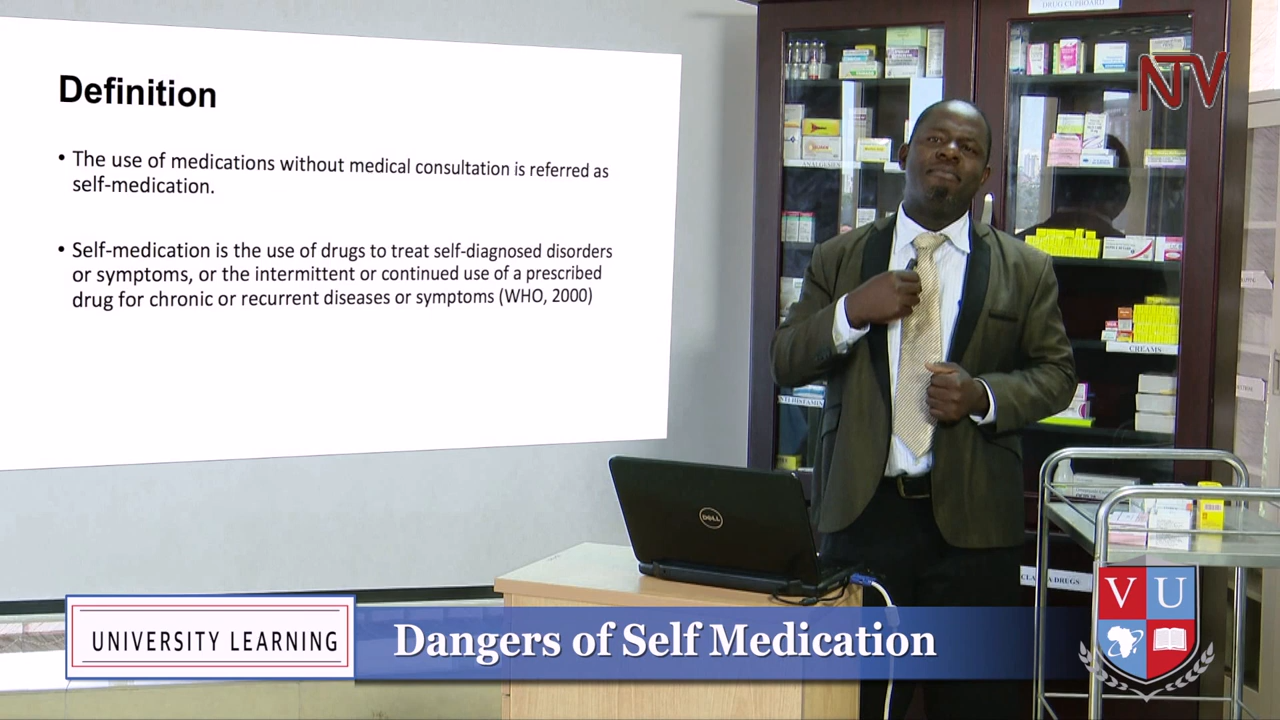 DRUG CUPBOARD
NTV
Definition
• The use of medications without medical consultation is referred as
self-medication.
• Self-medication is the use of drugs to treat self-diagnosed disorders
or symptoms, or the intermittent or continued use of a prescribed
drug for chronic or recurrent diseases or symptoms (WHO, 2000)
CREAMS
DELL
UNIVERSITY LEARNING
Dangers of Self Medication
V U